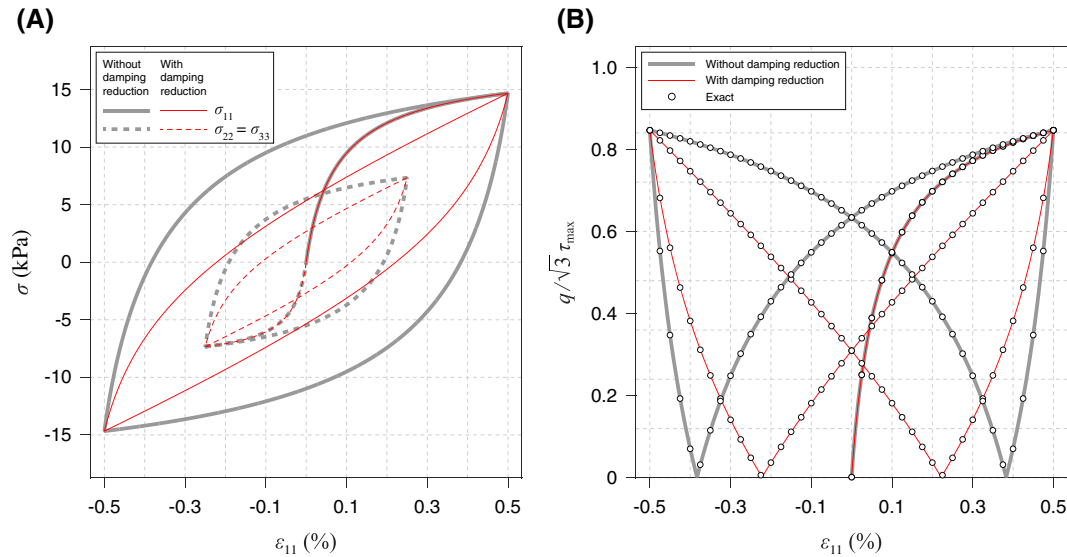 (A)
Without
damping
reduction
With
damping
reduction
σ11
σ22 = σ33
15
10
5
0
-5
-10
-15
σ (kPa)
-0.5 -0.3 -0.1 0.1 0.3 0.5
ε11 (%)
(B)
Without damping reduction
With damping reduction
Exact
1.0
0.8
0.6
0.4
0.2
0
q/√3 τmax
-0.5 -0.3 -0.1 0.1 0.3 0.5
ε11 (%)